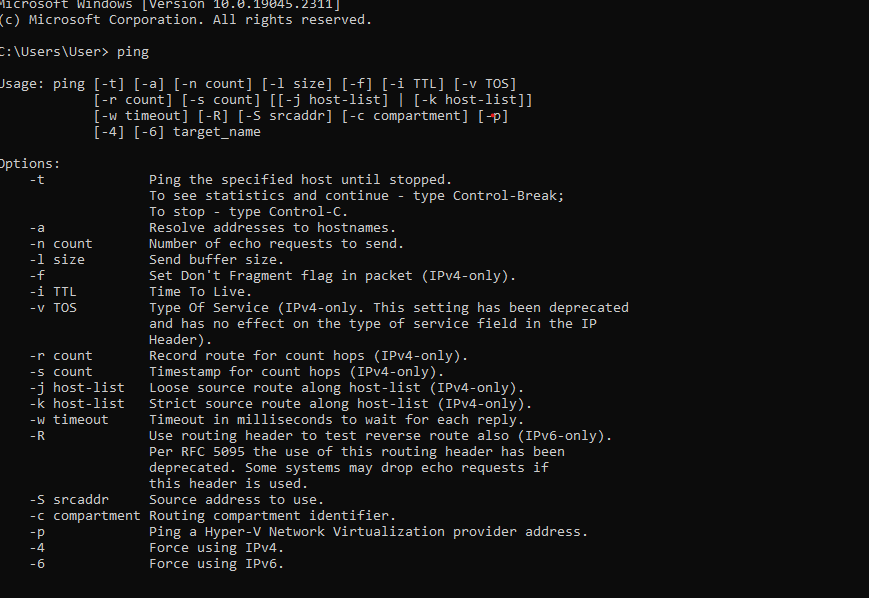 Microsoft Windows [Version 10.0.19045.2311]
(c) Microsoft Corporation. All rights reserved.
C:\Users\User> ping
Usage: ping [-t] [-a] [-n count] [-l size] [-f] [-i TTL] [-v TOS]
[-r count] [-s count] [[-j host-list] | [-k host-list]]
[-w timeout] [-R] [-S srcaddr] [-c compartment] [-p]
[-4] [-6] target_name
Options:
-t Ping the specified host until stopped.
To see statistics and continue - type Control-Break;
To stop - type Control-C.
-a Resolve addresses to hostnames.
-n count Number of echo requests to send.
-l size Send buffer size.
-f Set Don't Fragment flag in packet (IPv4-only).
-i TTL Time To Live.
-v TOS Type Of Service (IPv4-only. This setting has been deprecated
and has no effect on the type of service field in the IP
Header).
-r count Record route for count hops (IPv4-only).
-s count Timestamp for count hops (IPv4-only).
-j host-list Loose source route along host-list (IPv4-only).
-k host-list Strict source route along host-list (IPv4-only).
-w timeout Timeout in milliseconds to wait for each reply.
-R Use routing header to test reverse route also (IPv6-only).
Per RFC 5095 the use of this routing header has been
deprecated. Some systems may drop echo requests if
this header is used.
-S srcaddr Source address to use.
-c compartment Routing compartment identifier.
-p Ping a Hyper-V Network Virtualization provider address.
-4 Force using IPv4.
-6 Force using IPv6.